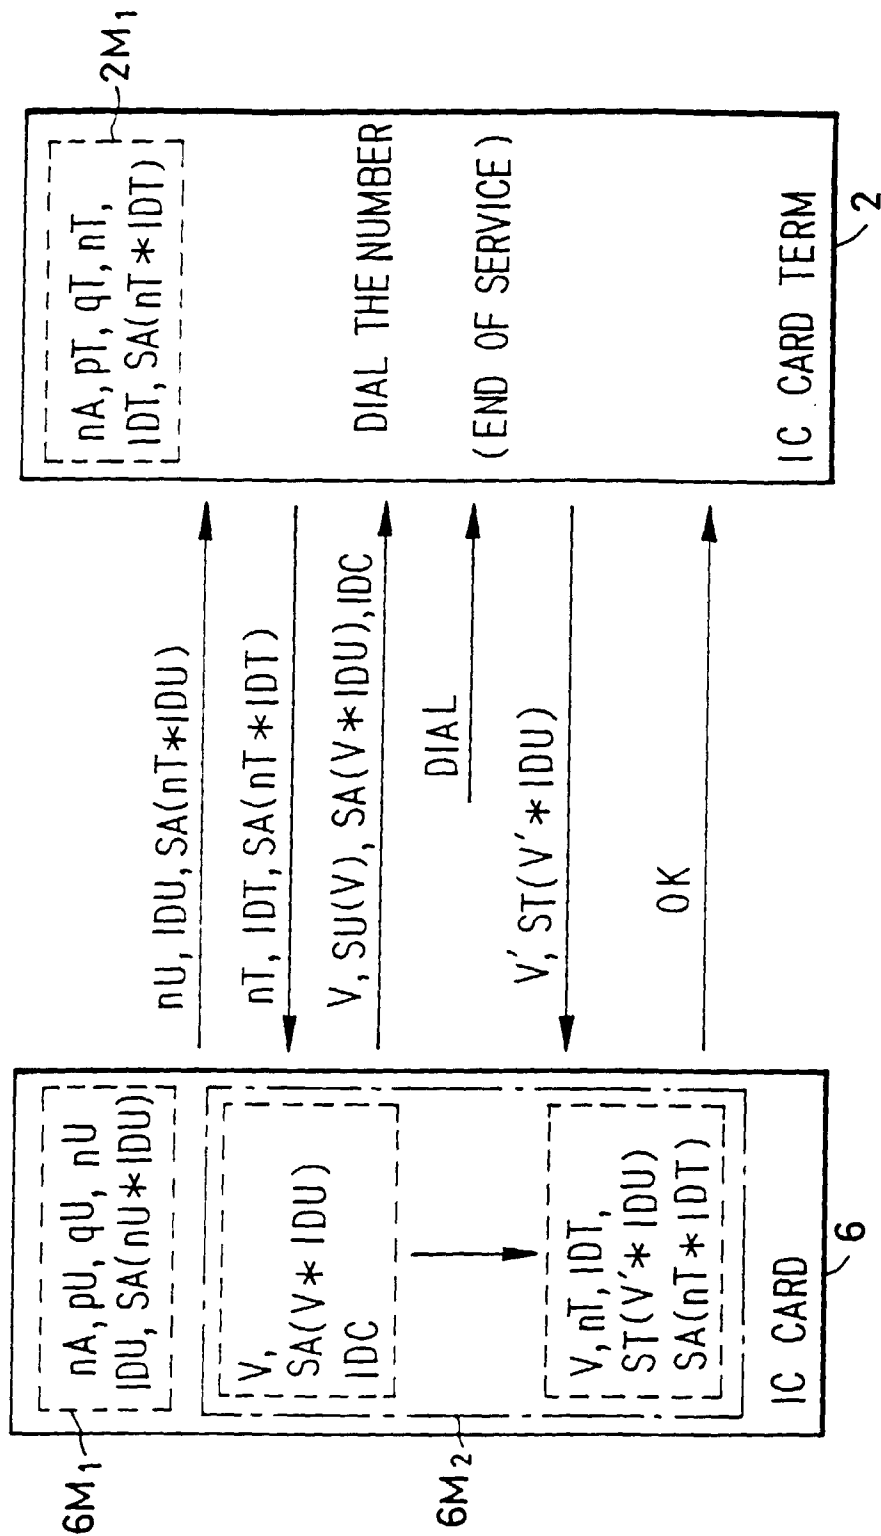 6M1
nA, pU, qU, nU
IDU, SA(nU*IDU)
6M2
V,
SA(V* IDU)
IDC
V, nT, IDT,
ST(V'* IDU)
SA(nT* IDT)
IC CARD
6
nU, IDU, SA(nT*IDU)
nT, IDT, SA(nT* IDT)
V, SU(V), SA(V* IDU), IDC
DIAL
V', ST(V'* IDU)
OK
2M1
nA, pT, qT, nT,
IDT, SA(nT* IDT)
DIAL THE NUMBER
(END OF SERVICE)
IC CARD TERM
2